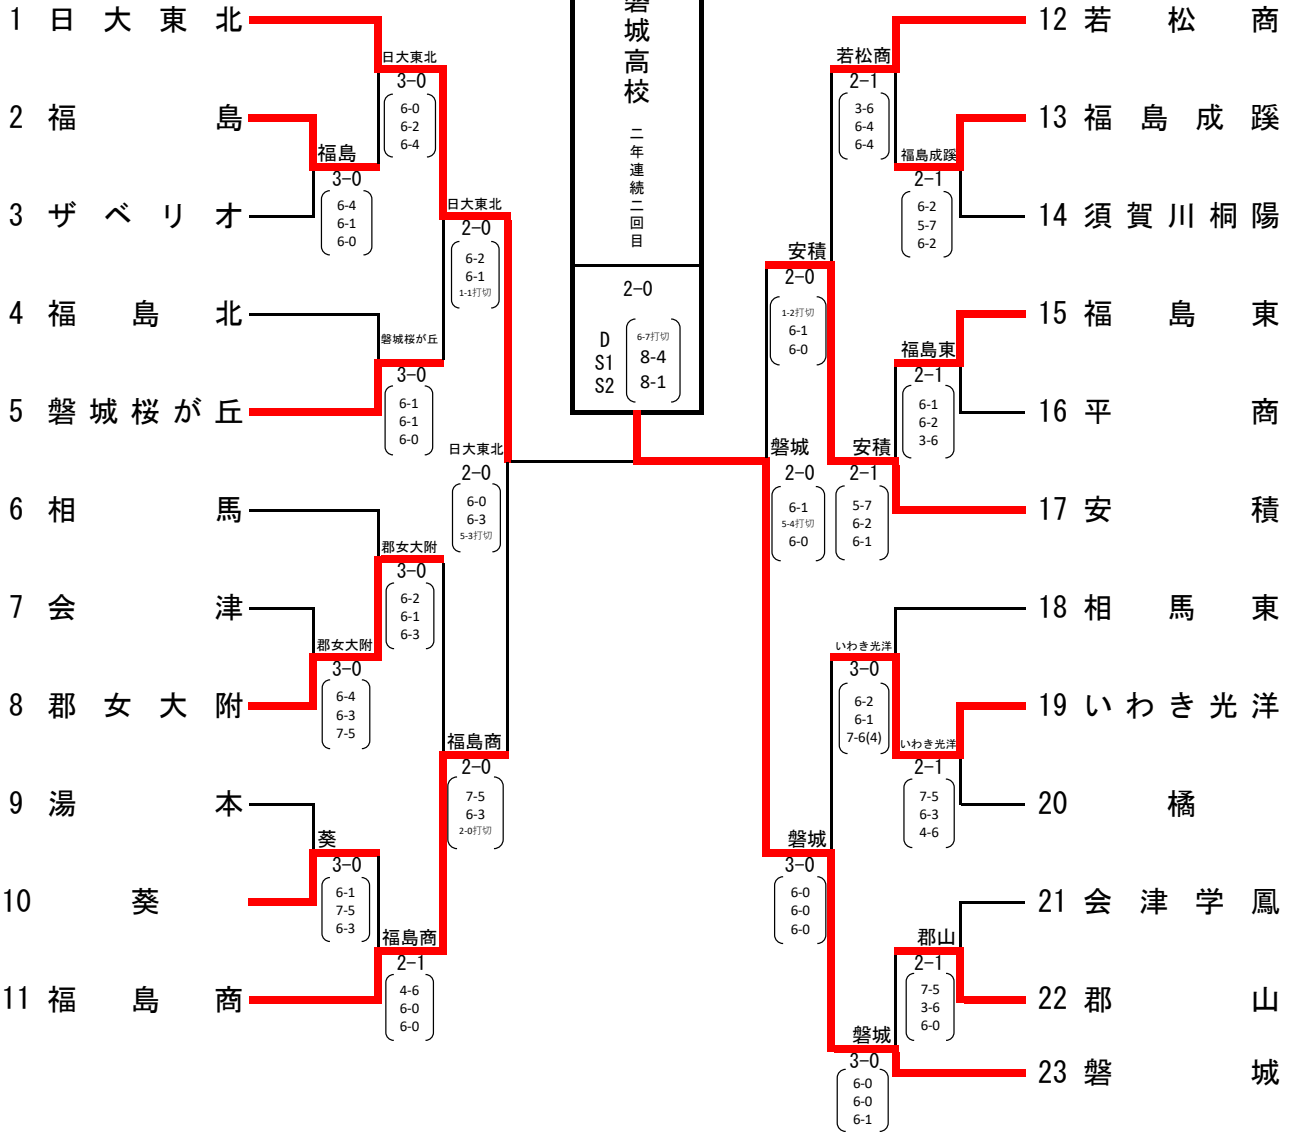 1 日大東北
2 福島
3 ザベリオ
4 福島北
5 磐城桜が丘
6 相馬
7 会津
8 郡女大附
9 湯本
10 葵
11 福島商
日大東北
3-0
6-0
6-2
6-4
福島
3-0
6-4
6-1
6-0
日大東北
2-0
6-2
6-1
1-1打切
磐城桜が丘
3-0
6-1
6-1
6-0
日大東北
2-0
6-0
6-3
5-3打切
郡女大附
3-0
6-2
6-1
6-3
郡女大附
3-0
6-4
6-3
7-5
福島商
2-0
7-5
6-3
2-0打切
葵
3-0
6-1
7-5
6-3
福島商
2-1
4-6
6-0
6-0
磐城高校
二年連続二回目
2-0
D 6-7打切
S1 8-4
S2 8-1
若松商
2-1
3-6
6-4
6-4
福島成蹊
2-1
6-2
5-7
6-2
安積
2-0
1-2打切
6-1
6-0
福島東
2-1
6-1
6-2
3-6
磐城
2-0
6-1
5-4打切
6-0
安積
2-1
5-7
6-2
6-1
いわき光洋
3-0
6-2
6-1
7-6(4)
いわき光洋
2-1
7-5
6-3
4-6
磐城
3-0
6-0
6-0
6-0
郡山
2-1
7-5
3-6
6-0
磐城
3-0
6-0
6-0
6-1
12 若松商
13 福島成蹊
14 須賀川桐陽
15 福島東
16 平商
17 安積
18 相馬東
19 いわき光洋
20 橘
21 会津学鳳
22 郡山
23 磐城